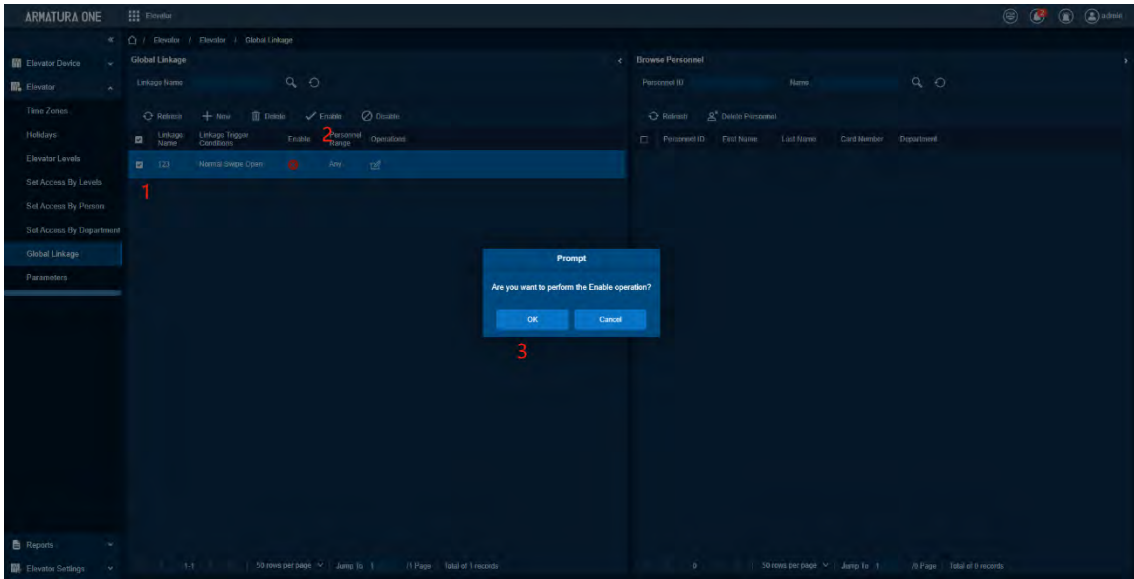 ARMATURA ONE
Elevator
admin
Elevator / Elevator / Global Linkage
Elevator Device
Elevator
Time Zones
Holidays
Elevator Levels
Set Access By Levels
Set Access By Person
Set Access By Department
Global Linkage
Parameters
Reports
Elevator Settings
Global Linkage
Linkage Name
Refresh New Delete Enable Disable
Linkage Name Linkage Trigger Conditions Enable Personnel Range Operations
123 Normal Swipe Open Any
1
2
Browse Personnel
Personnel ID Name
Refresh Delete Personnel
Personnel ID First Name Last Name Card Number Department
Prompt
Are you want to perform the Enable operation?
OK Cancel
3
1-1 50 rows per page Jump To 1 /1 Page Total of 1 records
0 50 rows per page Jump To 1 /0 Page Total of 0 records